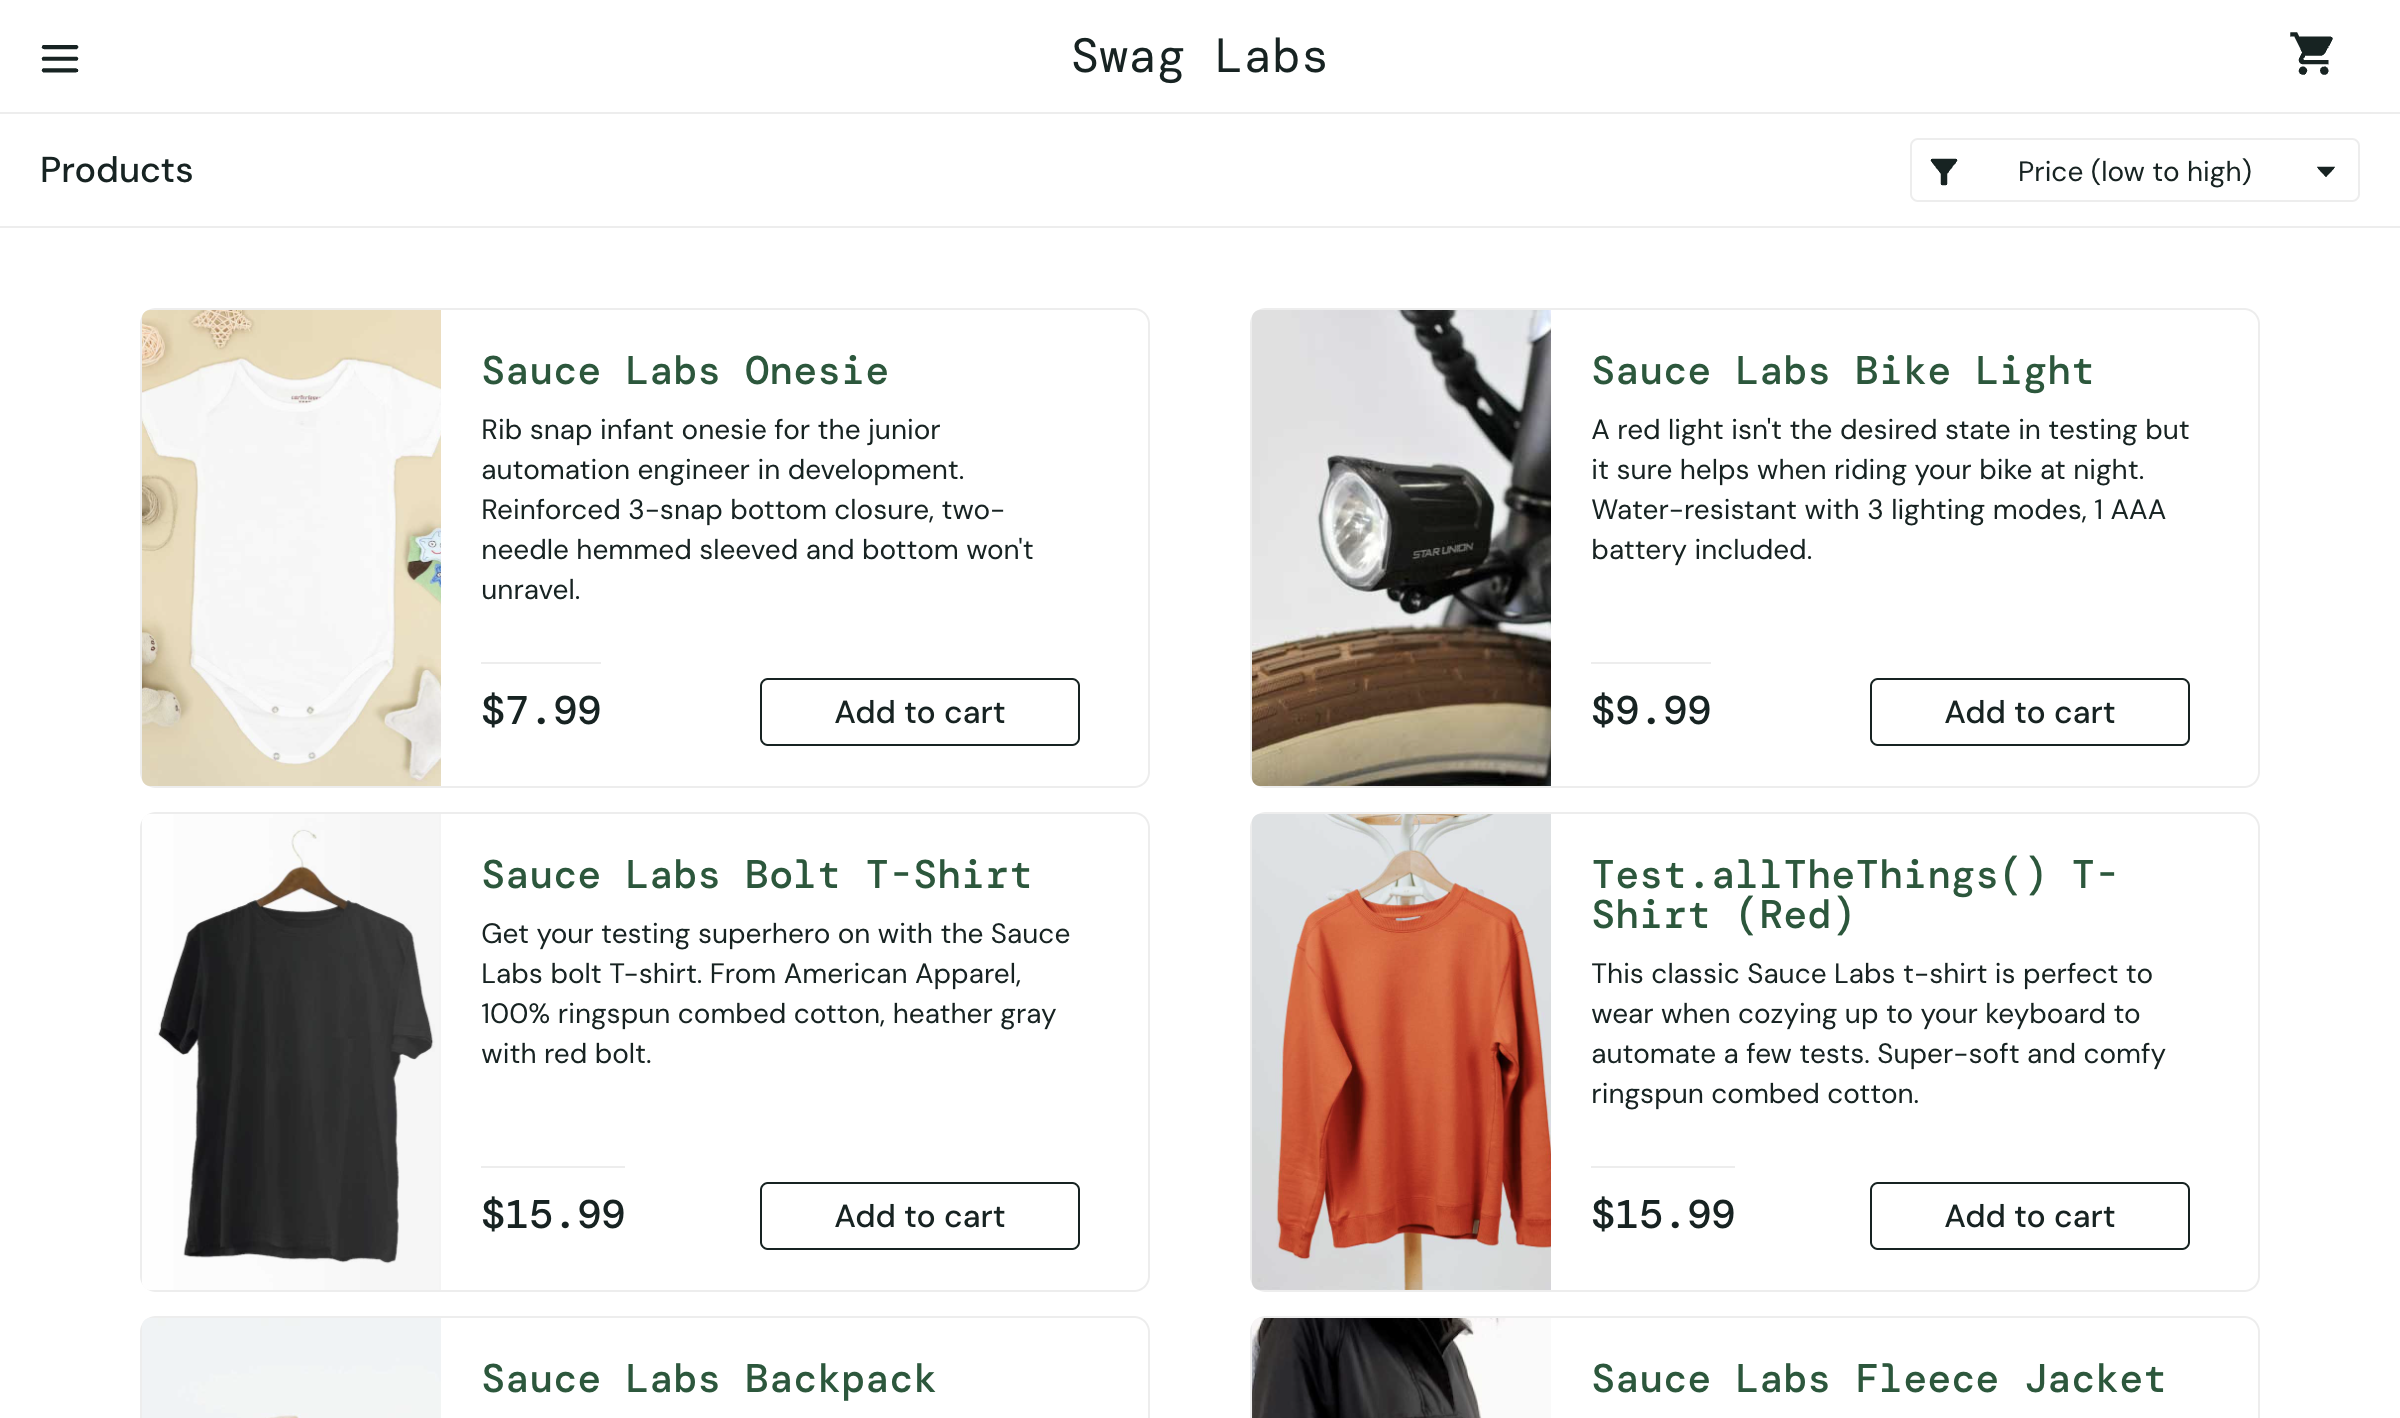 Swag Labs
Products
Price (low to high)
Sauce Labs Onesie
Rib snap infant onesie for the junior
automation engineer in development.
Reinforced 3-snap bottom closure, two-
needle hemmed sleeved and bottom won't
unravel.
$7.99
Add to cart
Sauce Labs Bike Light
A red light isn't the desired state in testing but
it sure helps when riding your bike at night.
Water-resistant with 3 lighting modes, 1 AAA
battery included.
STAR UNION
$9.99
Add to cart
Sauce Labs Bolt T-Shirt
Get your testing superhero on with the Sauce
Labs bolt T-shirt. From American Apparel,
100% ringspun combed cotton, heather gray
with red bolt.
$15.99
Add to cart
Test.allTheThings() T-
Shirt (Red)
This classic Sauce Labs t-shirt is perfect to
wear when cozying up to your keyboard to
automate a few tests. Super-soft and comfy
ringspun combed cotton.
$15.99
Add to cart
Sauce Labs Backpack
Sauce Labs Fleece Jacket